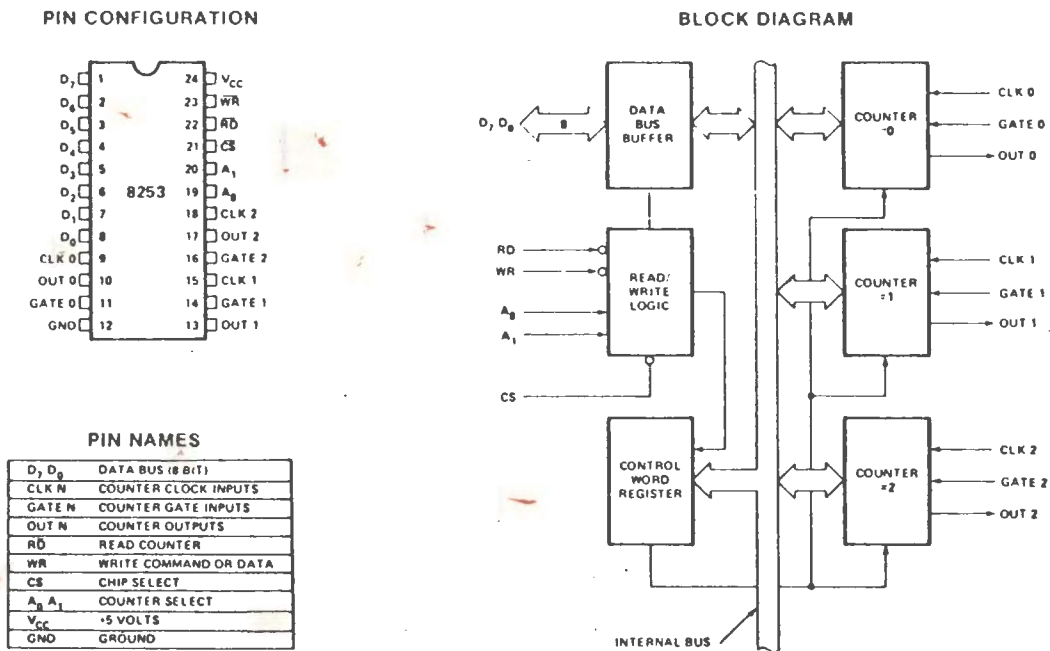 PIN CONFIGURATION
D7 1
D6 2
D5 3
D4 4
D3 5
D2 6
D1 7
D0 8
CLK 0 9
OUT 0 10
GATE 0 11
GND 12
8253
24 VCC
23 WR
22 RD
21 CS
20 A1
19 A0
18 CLK 2
17 OUT 2
16 GATE 2
15 CLK 1
14 GATE 1
13 OUT 1
PIN NAMES
D7 D0 DATA BUS (8 BIT)
CLK N COUNTER CLOCK INPUTS
GATE N COUNTER GATE INPUTS
OUT N COUNTER OUTPUTS
RD READ COUNTER
WR WRITE COMMAND OR DATA
CS CHIP SELECT
A0 A1 COUNTER SELECT
VCC +5 VOLTS
GND GROUND
BLOCK DIAGRAM
D7 D0
8
DATA
BUS
BUFFER
RD
WR
A0
A1
CS
READ/
WRITE
LOGIC
CONTROL
WORD
REGISTER
INTERNAL BUS
COUNTER
=0
CLK 0
GATE 0
OUT 0
COUNTER
=1
CLK 1
GATE 1
OUT 1
COUNTER
=2
CLK 2
GATE 2
OUT 2